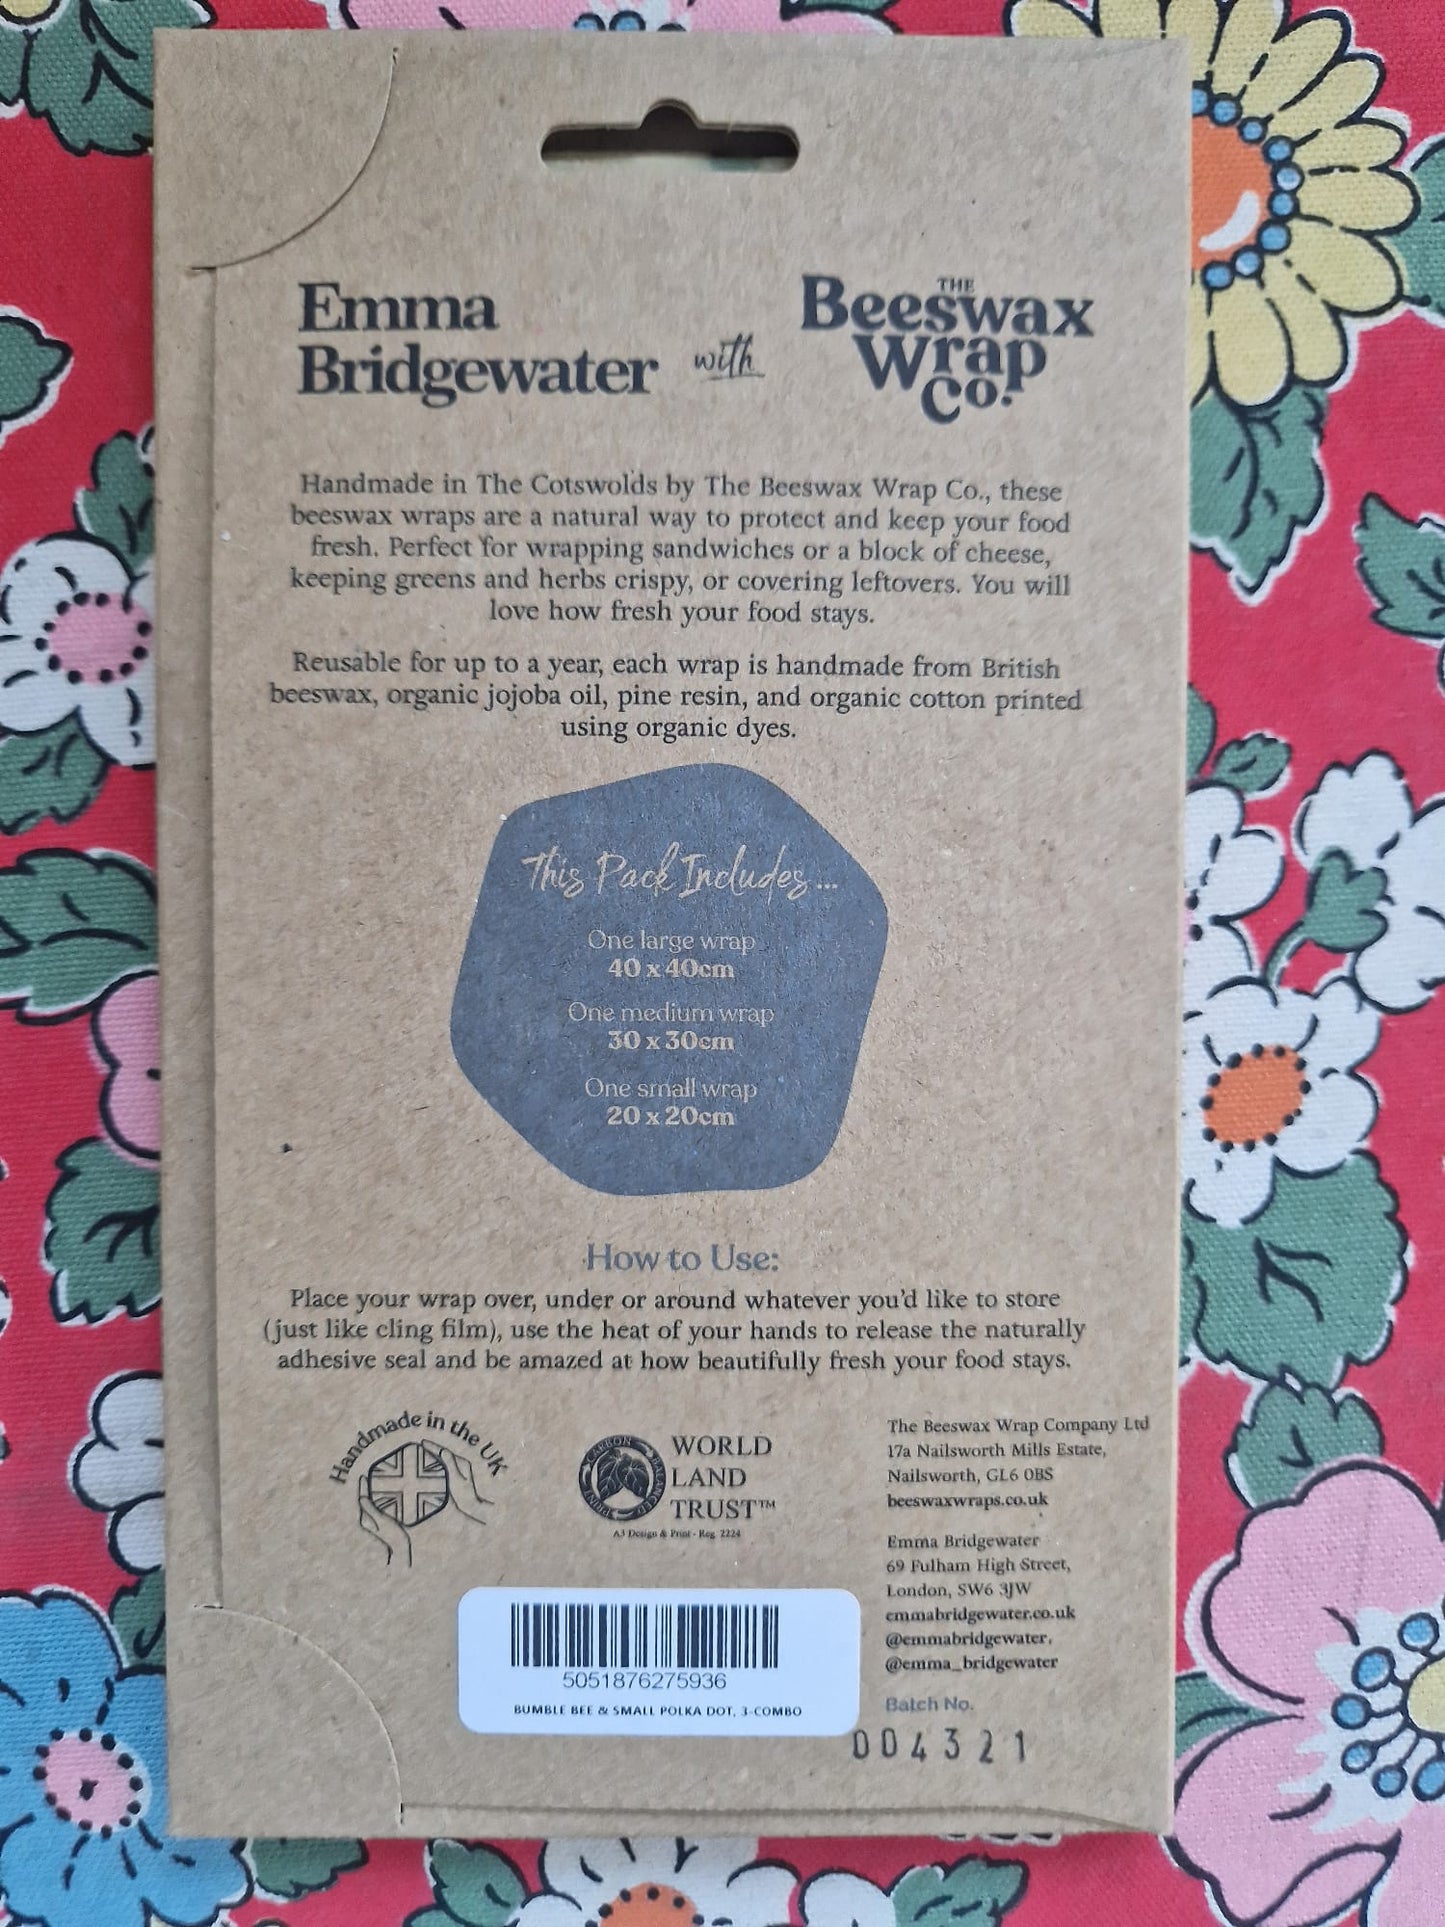 Emma
Bridgewater
with
THE
Beeswax
Wrap
Co.
Handmade in The Cotswolds by The Beeswax Wrap Co., these
beeswax wraps are a natural way to protect and keep your food
fresh. Perfect for wrapping sandwiches or a block of cheese,
keeping greens and herbs crispy, or covering leftovers. You will
love how fresh your food stays.
Reusable for up to a year, each wrap is handmade from British
beeswax, organic jojoba oil, pine resin, and organic cotton printed
using organic dyes.
This Pack Includes ...
One large wrap
40 x 40cm
One medium wrap
30 x 30cm
One small wrap
20 x 20cm
How to Use:
Place your wrap over, under or around whatever you'd like to store
(just like cling film), use the heat of your hands to release the naturally
adhesive seal and be amazed at how beautifully fresh your food stays.
Handmade in the UK
CARBON BALANCED PRINT
WORLD
LAND
TRUST™
A3 Design & Print - Reg. 2224
The Beeswax Wrap Company Ltd
17a Nailsworth Mills Estate,
Nailsworth, GL6 0BS
beeswaxwraps.co.uk
Emma Bridgewater
69 Fulham High Street,
London, SW6 3JW
emmabridgewater.co.uk
@emmabridgewater,
@emma_bridgewater
Batch No.
004321
5051876275936
BUMBLE BEE & SMALL POLKA DOT, 3-COMBO